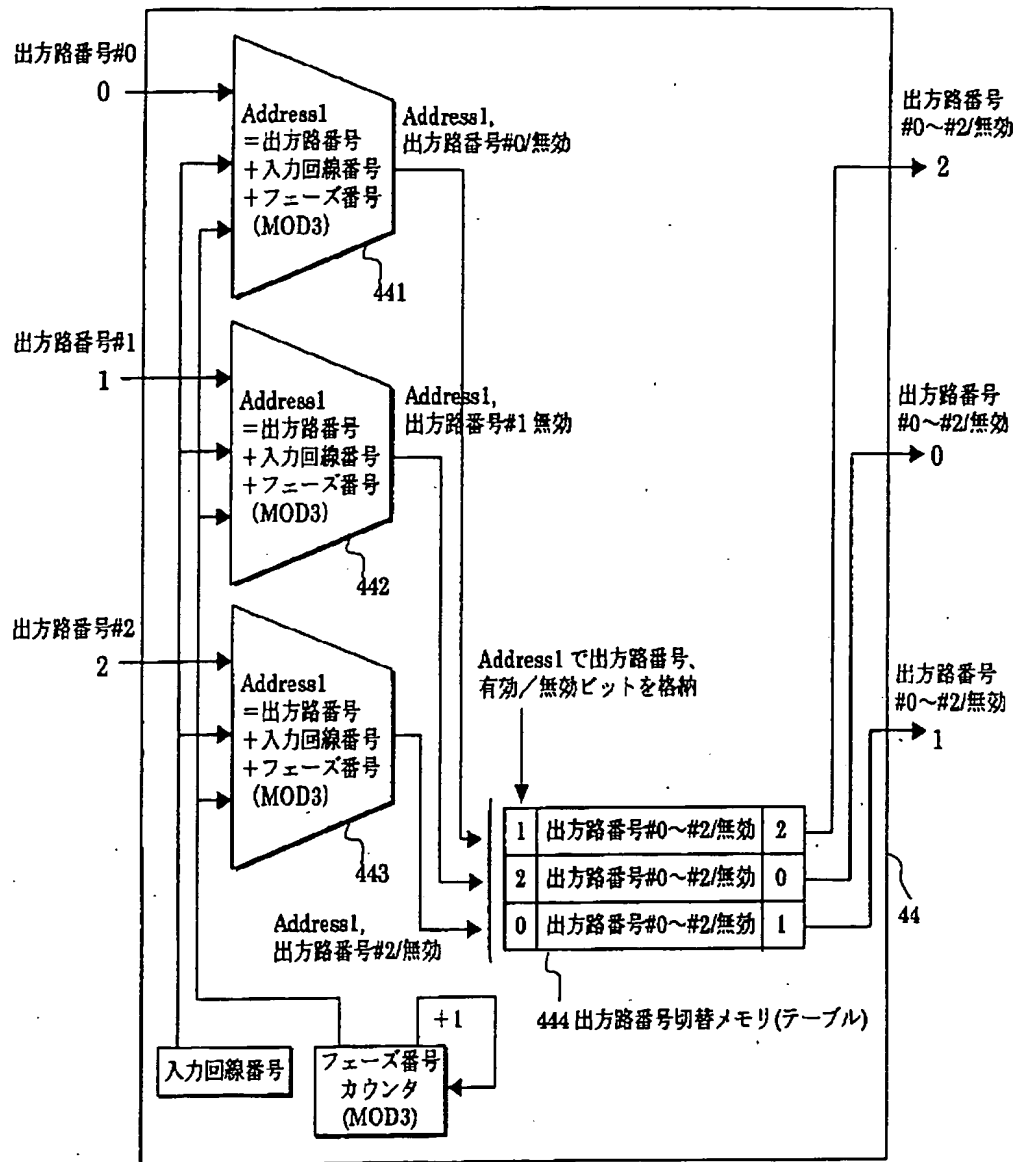 出方路番号#0
0
Address1
=出方路番号
+入力回線番号
+フェーズ番号
(MOD3)
Address1,
出方路番号#0/無効
441
出方路番号
#0〜#2/無効
2
出方路番号#1
1
Address1
=出方路番号
+入力回線番号
+フェーズ番号
(MOD3)
Address1,
出方路番号#1 無効
442
出方路番号
#0〜#2/無効
0
出方路番号#2
2
Address1
=出方路番号
+入力回線番号
+フェーズ番号
(MOD3)
443
Address1,
出方路番号#2/無効
Address1 で出方路番号、
有効/無効ビットを格納
出方路番号
#0〜#2/無効
1
1 出方路番号#0〜#2/無効 2
2 出方路番号#0〜#2/無効 0
0 出方路番号#0〜#2/無効 1
44
444 出方路番号切替メモリ(テーブル)
+1
入力回線番号
フェーズ番号
カウンタ
(MOD3)